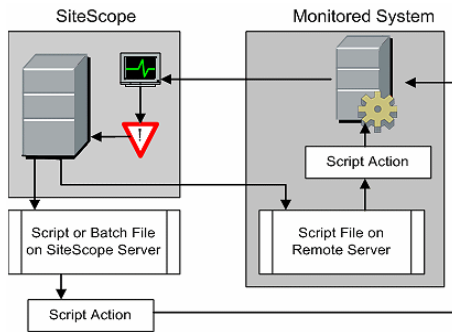 SiteScope
Monitored System
!
Script Action
Script or Batch File
on SiteScope Server
Script File on
Remote Server
Script Action